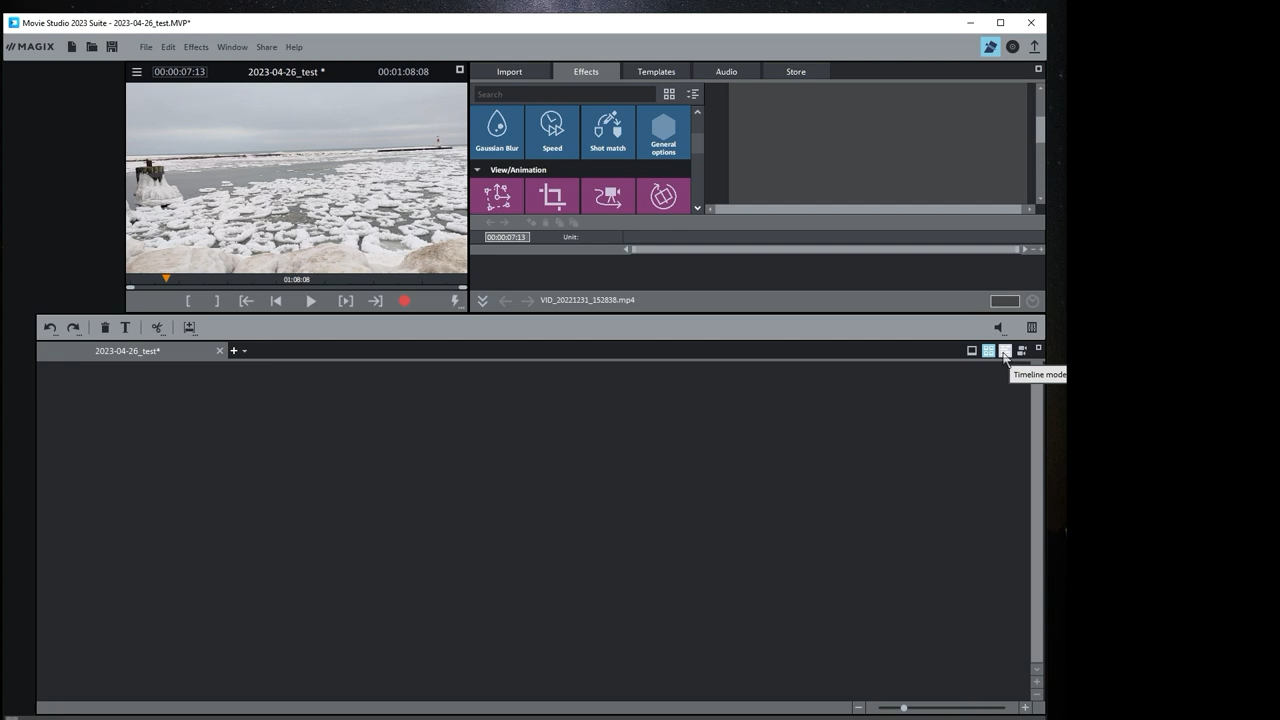 Movie Studio 2023 Suite - 2023-04-26_test.MVP*
MAGIX
File Edit Effects Window Share Help
00:00:07:13 2023-04-26_test * 00:01:08:08
Import Effects Templates Audio Store
Search
Gaussian Blur Speed Shot match General options
View/Animation
00:00:07:13 Unit:
01:08:08
VID_20221231_152838.mp4
2023-04-26_test*
Timeline mode